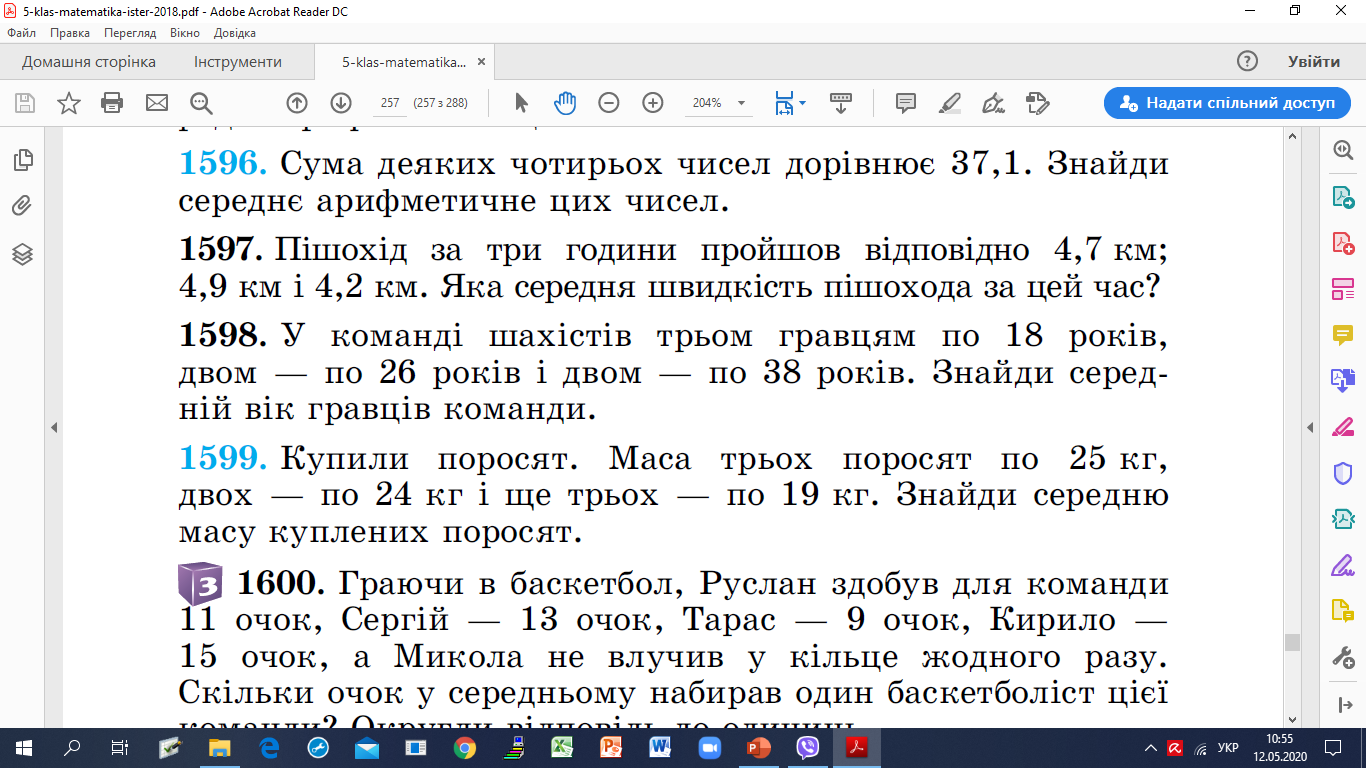 5-klas-matematika-ister-2018.pdf - Adobe Acrobat Reader DC
Файл Правка Перегляд Вікно Довідка
Домашня сторінка Інструменти 5-klas-matematika... × ? Увійти
257 (257 з 288) 204% Надати спільний доступ
1596. Сума деяких чотирьох чисел дорівнює 37,1. Знайди
середнє арифметичне цих чисел.
1597. Пішохід за три години пройшов відповідно 4,7 км;
4,9 км і 4,2 км. Яка середня швидкість пішохода за цей час?
1598. У команді шахістів трьом гравцям по 18 років,
двом — по 26 років і двом — по 38 років. Знайди серед-
ній вік гравців команди.
1599. Купили поросят. Маса трьох поросят по 25 кг,
двох — по 24 кг і ще трьох — по 19 кг. Знайди середню
масу куплених поросят.
3 1600. Граючи в баскетбол, Руслан здобув для команди
11 очок, Сергій — 13 очок, Тарас — 9 очок, Кирило —
15 очок, а Микола не влучив у кільце жодного разу.
Скільки очок у середньому набирав один баскетболіст цієї
команди? Округли відповідь до одиниць.
УКР 10:55
12.05.2020